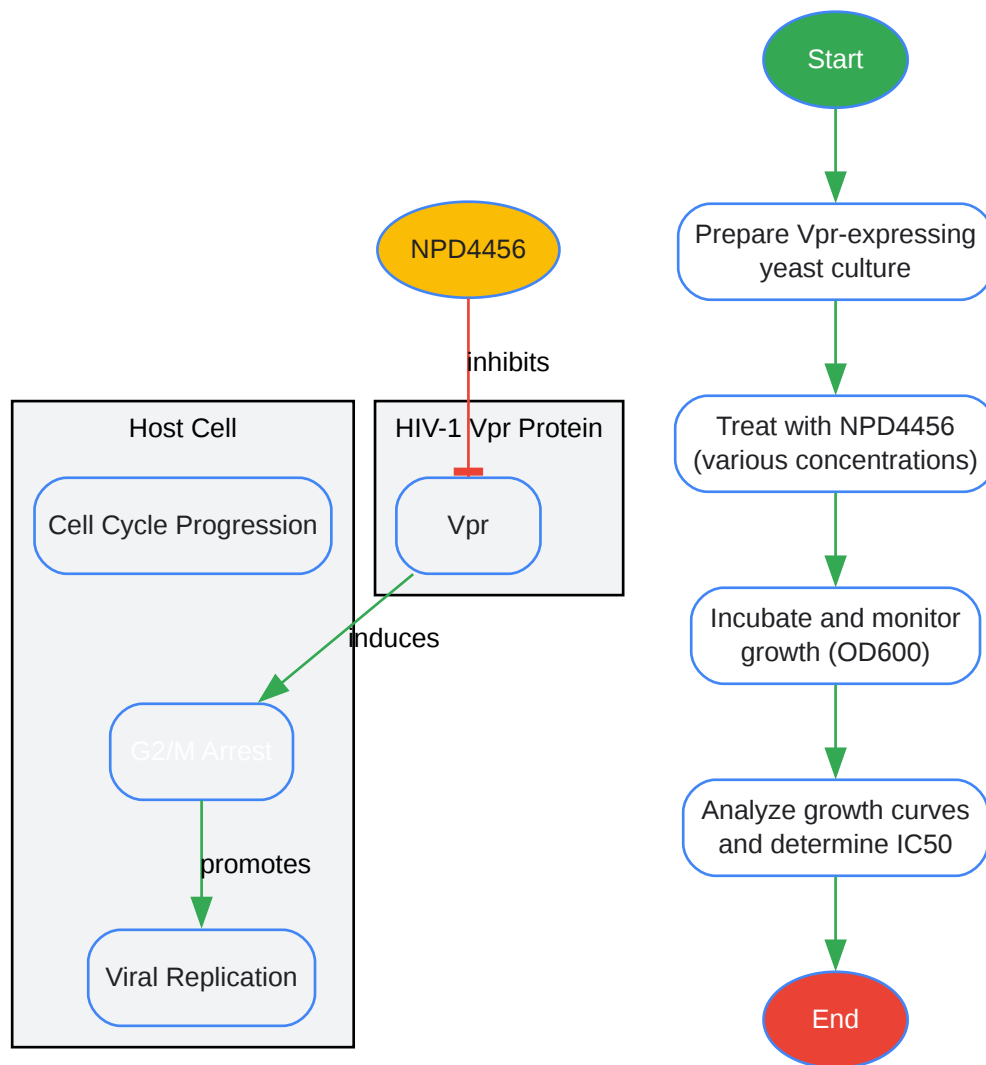 NPD4456
inhibits
Host Cell
HIV-1 Vpr Protein
Cell Cycle Progression
Vpr
induces
G2/M Arrest
promotes
Viral Replication
Start
Prepare Vpr-expressing
yeast culture
Treat with NPD4456
(various concentrations)
Incubate and monitor
growth (OD600)
Analyze growth curves
and determine IC50
End